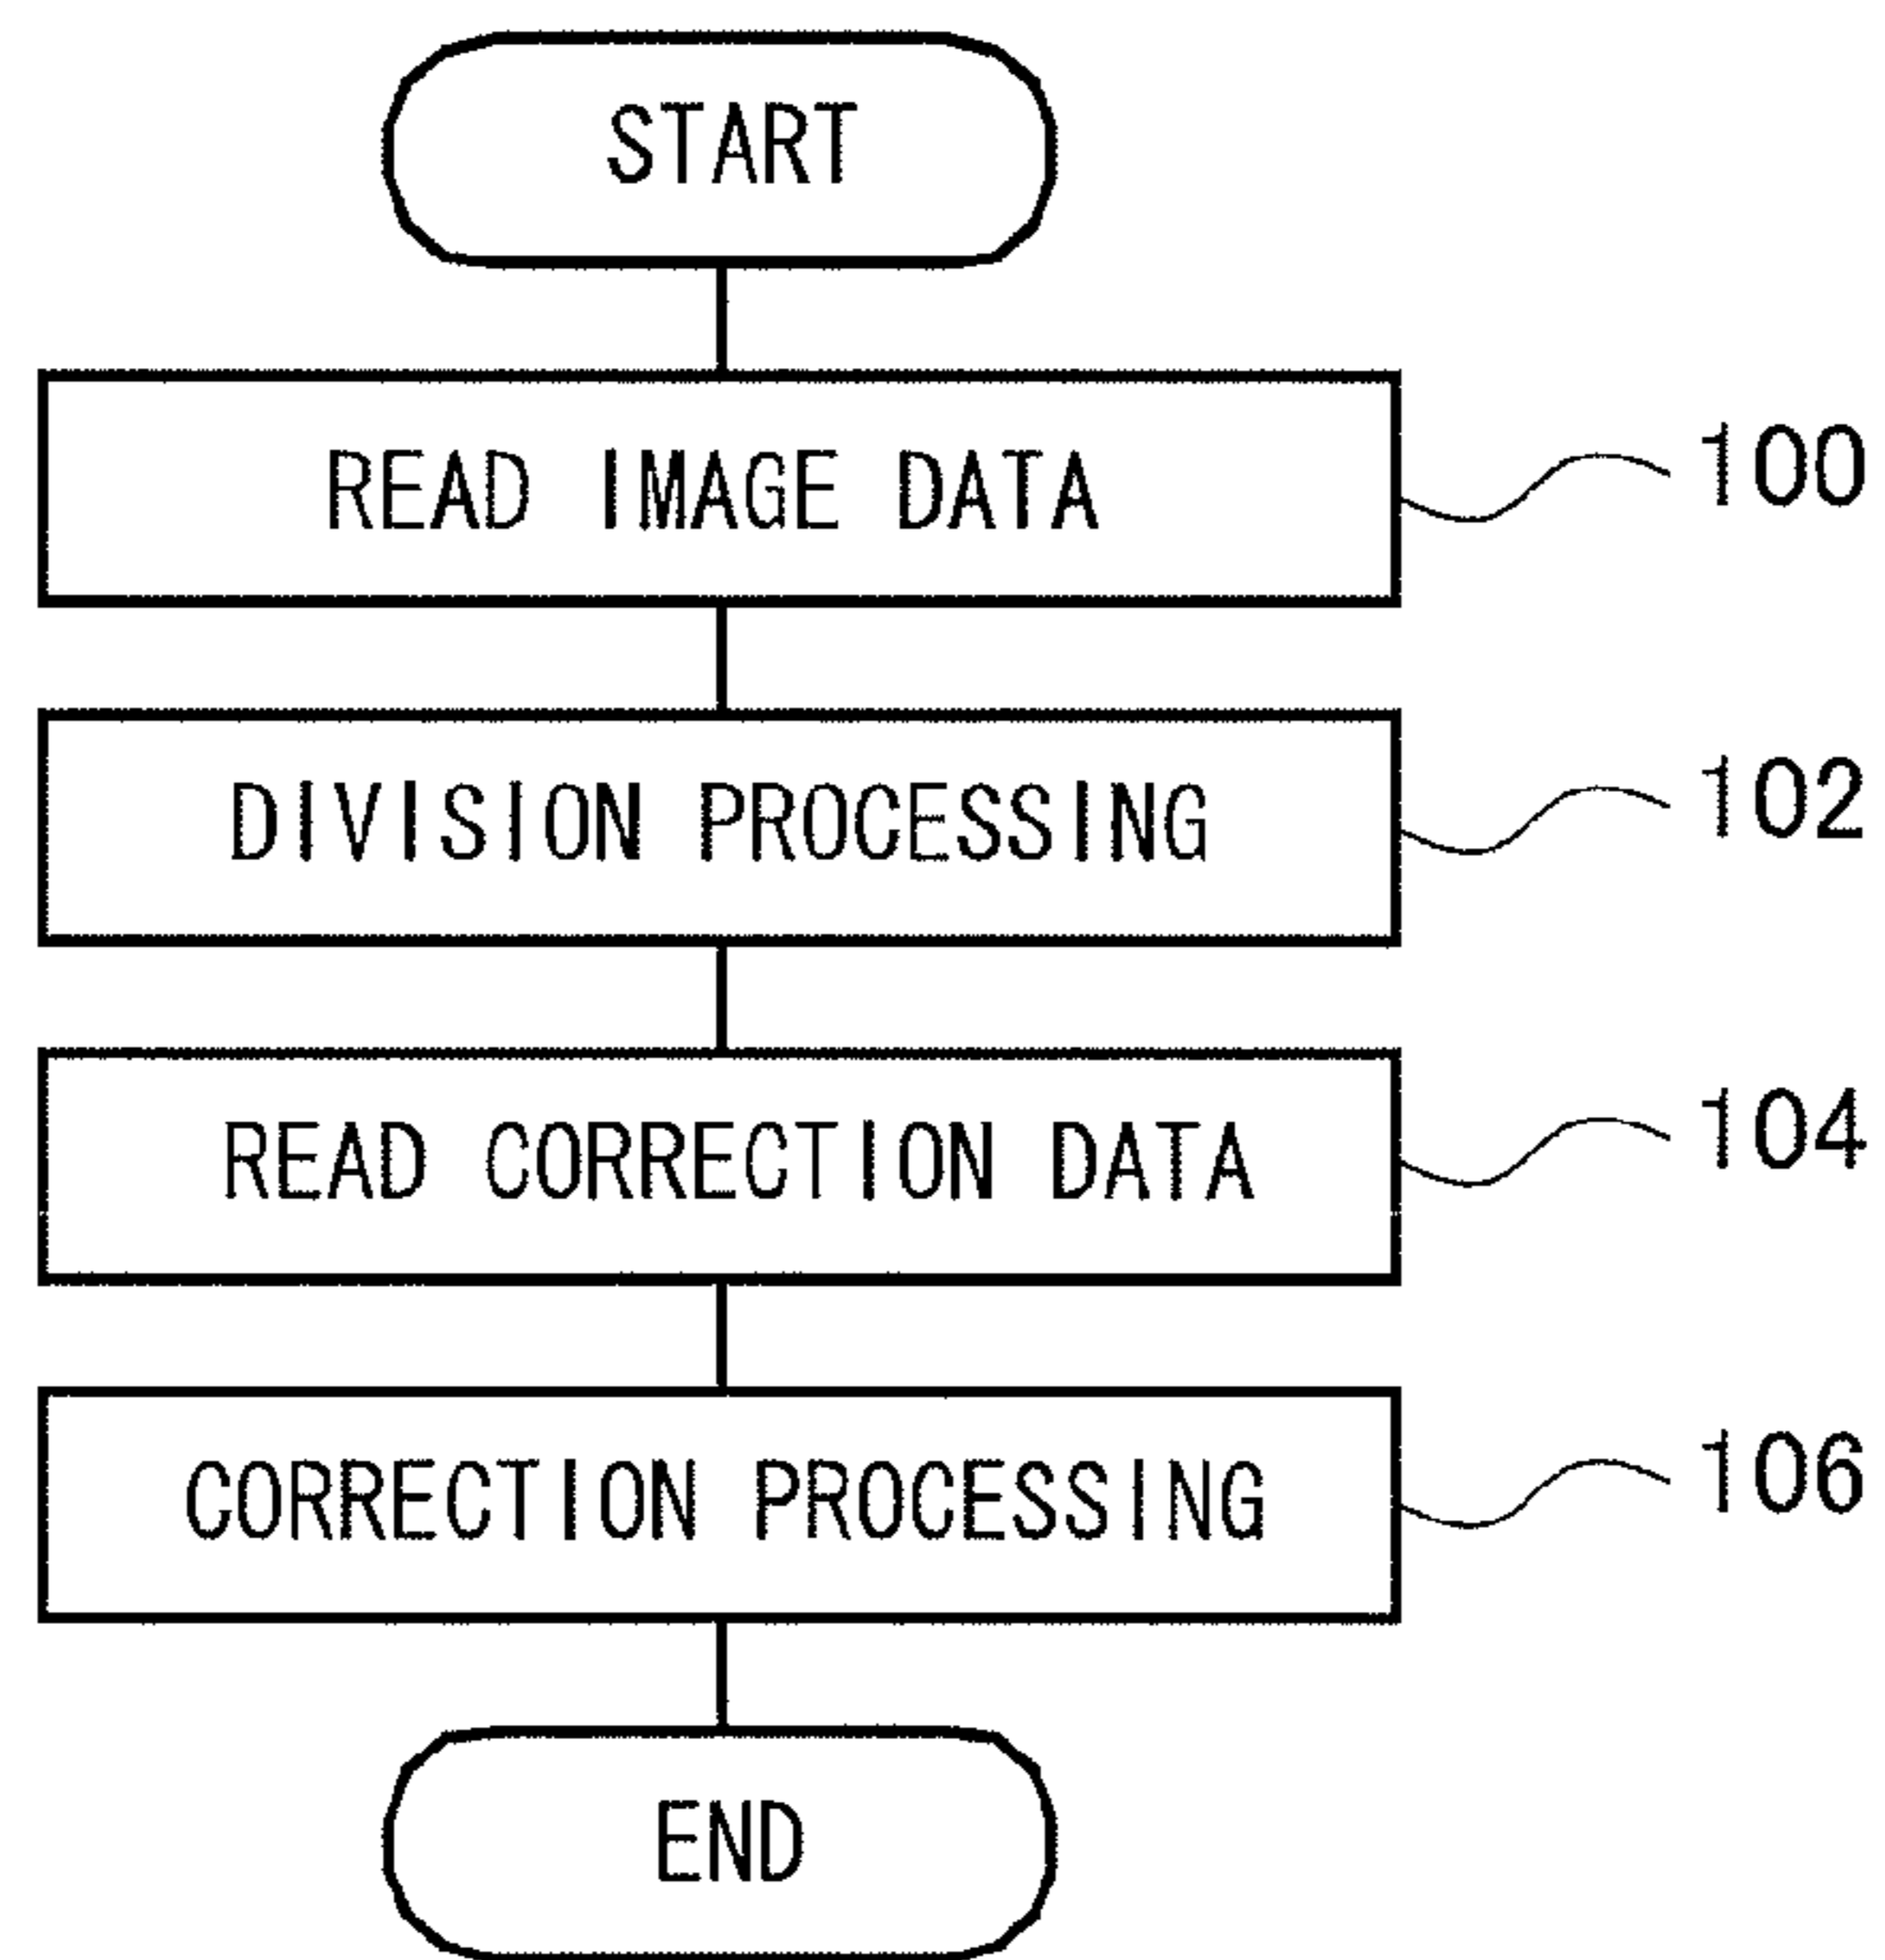 START
READ IMAGE DATA
100
DIVISION PROCESSING
102
READ CORRECTION DATA
104
CORRECTION PROCESSING
106
END